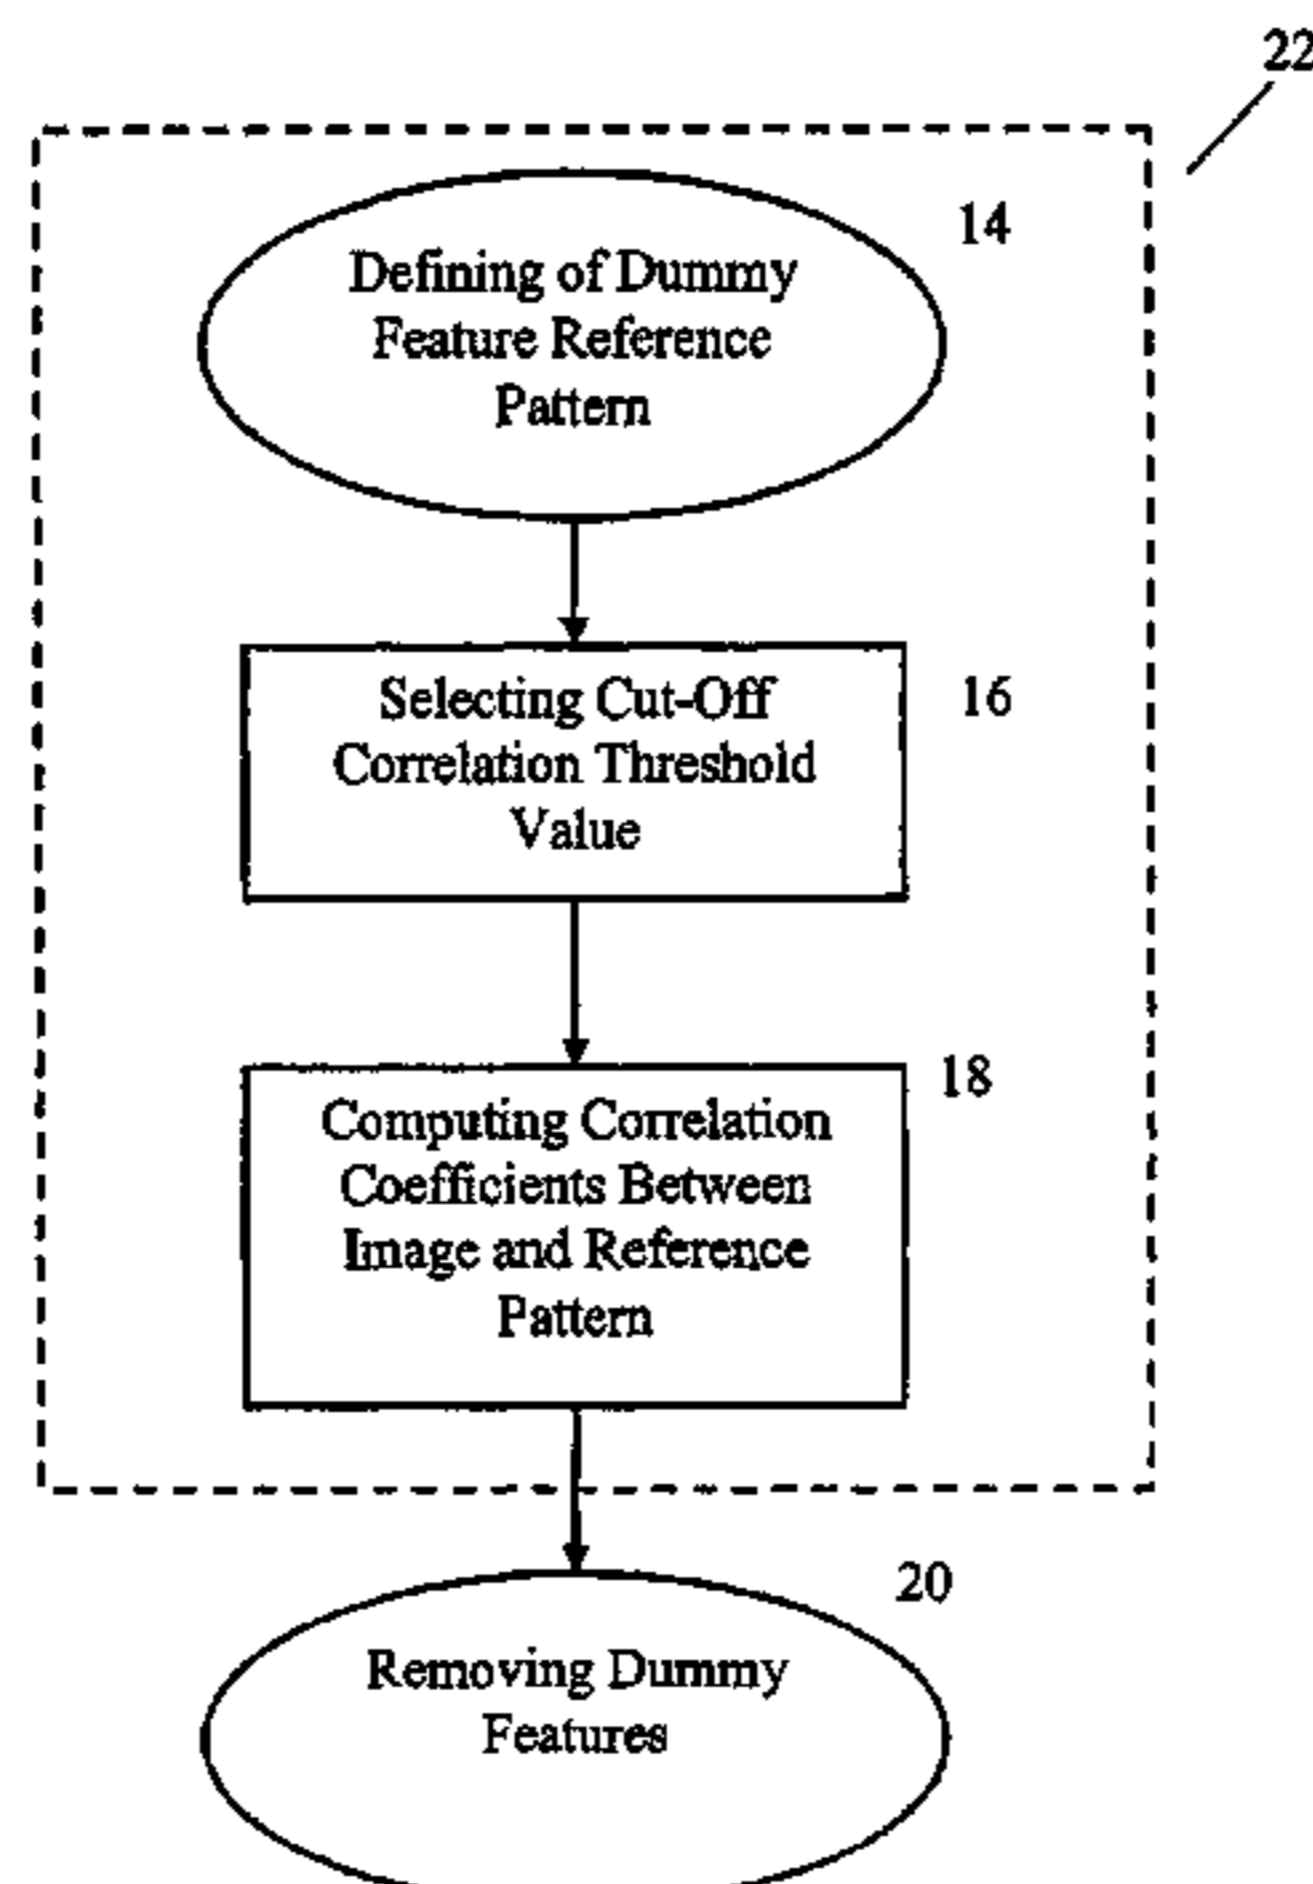 22
14
Defining of Dummy
Feature Reference
Pattern
16
Selecting Cut-Off
Correlation Threshold
Value
18
Computing Correlation
Coefficients Between
Image and Reference
Pattern
20
Removing Dummy
Features